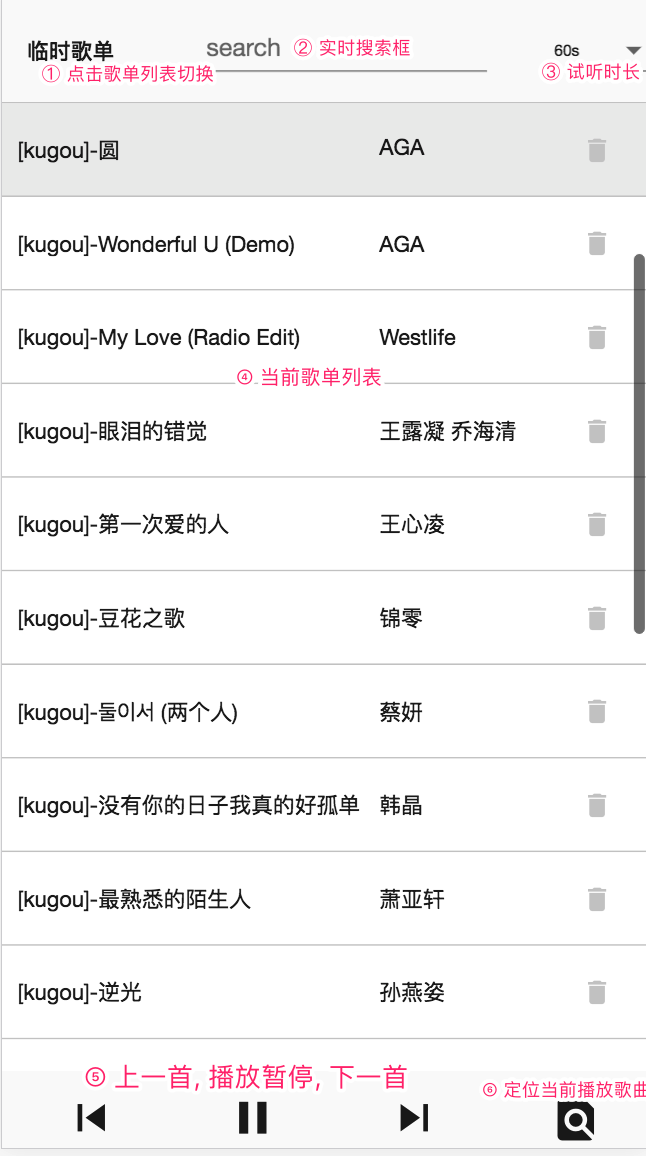 临时歌单
search ② 实时搜索框
60s
① 点击歌单列表切换
③ 试听时长
[kugou]-圆 AGA
[kugou]-Wonderful U (Demo) AGA
[kugou]-My Love (Radio Edit) Westlife
④ 当前歌单列表
[kugou]-眼泪的错觉 王露凝 乔海清
[kugou]-第一次爱的人 王心凌
[kugou]-豆花之歌 锦零
[kugou]-둘이서 (两个人) 蔡妍
[kugou]-没有你的日子我真的好孤单 韩晶
[kugou]-最熟悉的陌生人 萧亚轩
[kugou]-逆光 孙燕姿
⑤ 上一首, 播放暂停, 下一首
⑥ 定位当前播放歌曲